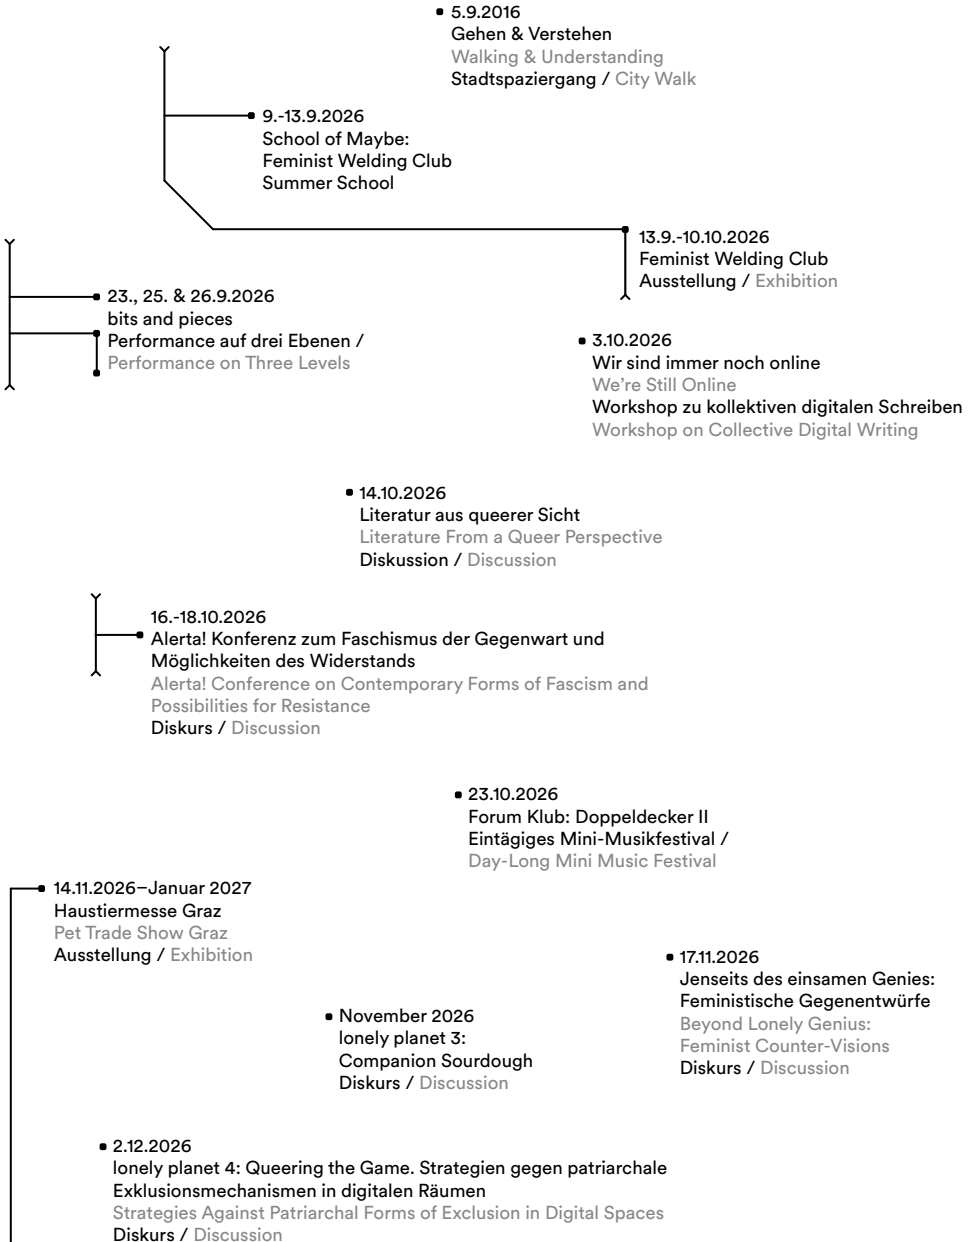 5.9.2016
Gehen & Verstehen
Walking & Understanding
Stadtspaziergang / City Walk
9.-13.9.2026
School of Maybe:
Feminist Welding Club
Summer School
13.9.-10.10.2026
Feminist Welding Club
Ausstellung / Exhibition
23., 25. & 26.9.2026
bits and pieces
Performance auf drei Ebenen /
Performance on Three Levels
3.10.2026
Wir sind immer noch online
We're Still Online
Workshop zu kollektiven digitalen Schreiben
Workshop on Collective Digital Writing
14.10.2026
Literatur aus queerer Sicht
Literature From a Queer Perspective
Diskussion / Discussion
16.-18.10.2026
Alerta! Konferenz zum Faschismus der Gegenwart und
Möglichkeiten des Widerstands
Alerta! Conference on Contemporary Forms of Fascism and
Possibilities for Resistance
Diskurs / Discussion
23.10.2026
Forum Klub: Doppeldecker II
Eintägiges Mini-Musikfestival /
Day-Long Mini Music Festival
14.11.2026–Januar 2027
Haustiermesse Graz
Pet Trade Show Graz
Ausstellung / Exhibition
17.11.2026
Jenseits des einsamen Genies:
Feministische Gegenentwürfe
Beyond Lonely Genius:
Feminist Counter-Visions
Diskurs / Discussion
November 2026
lonely planet 3:
Companion Sourdough
Diskurs / Discussion
2.12.2026
lonely planet 4: Queering the Game. Strategien gegen patriarchale
Exklusionsmechanismen in digitalen Räumen
Strategies Against Patriarchal Forms of Exclusion in Digital Spaces
Diskurs / Discussion